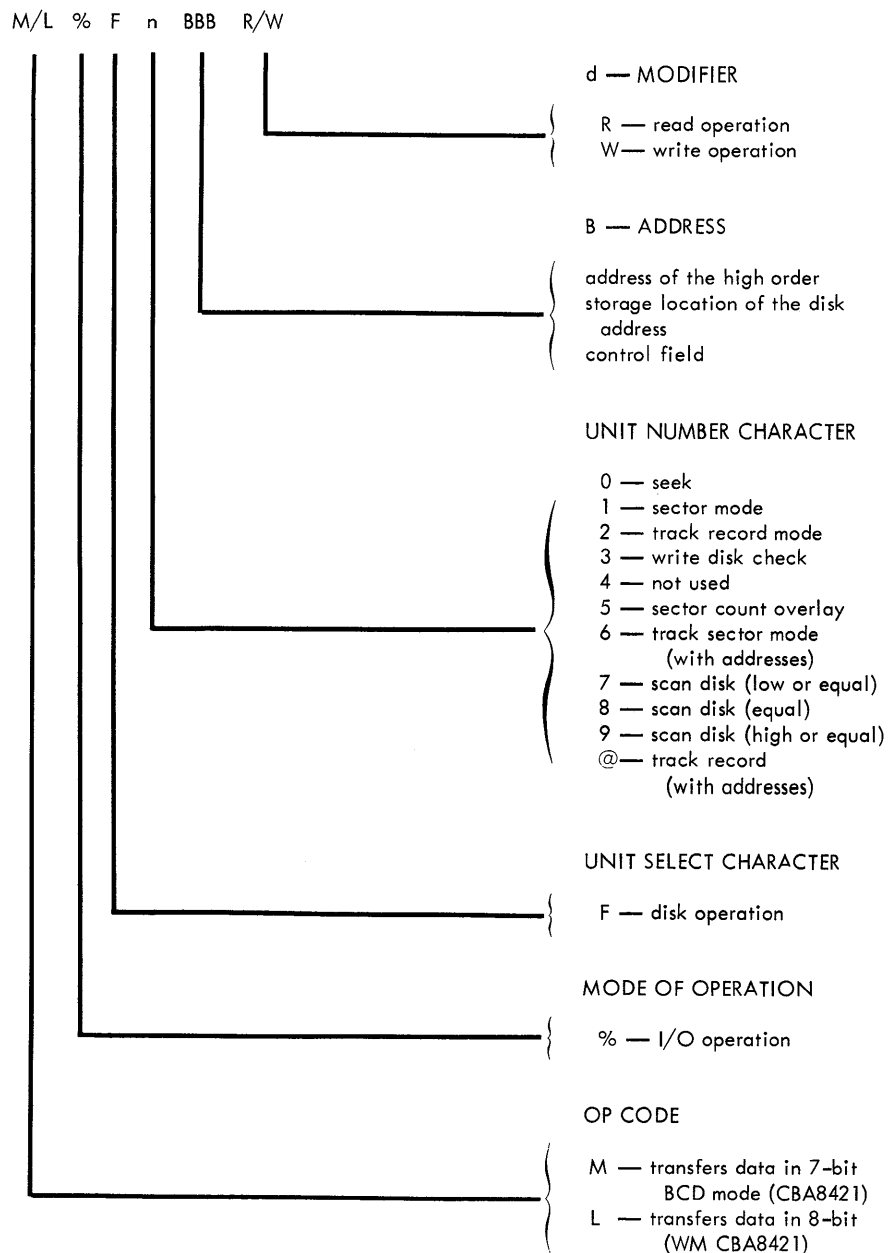 M/L % F n BBB R/W
d — MODIFIER
R — read operation
W — write operation
B — ADDRESS
address of the high order
storage location of the disk
address
control field
UNIT NUMBER CHARACTER
0 — seek
1 — sector mode
2 — track record mode
3 — write disk check
4 — not used
5 — sector count overlay
6 — track sector mode
(with addresses)
7 — scan disk (low or equal)
8 — scan disk (equal)
9 — scan disk (high or equal)
@ — track record
(with addresses)
UNIT SELECT CHARACTER
F — disk operation
MODE OF OPERATION
% — I/O operation
OP CODE
M — transfers data in 7-bit
BCD mode (CBA8421)
L — transfers data in 8-bit
(WM CBA8421)